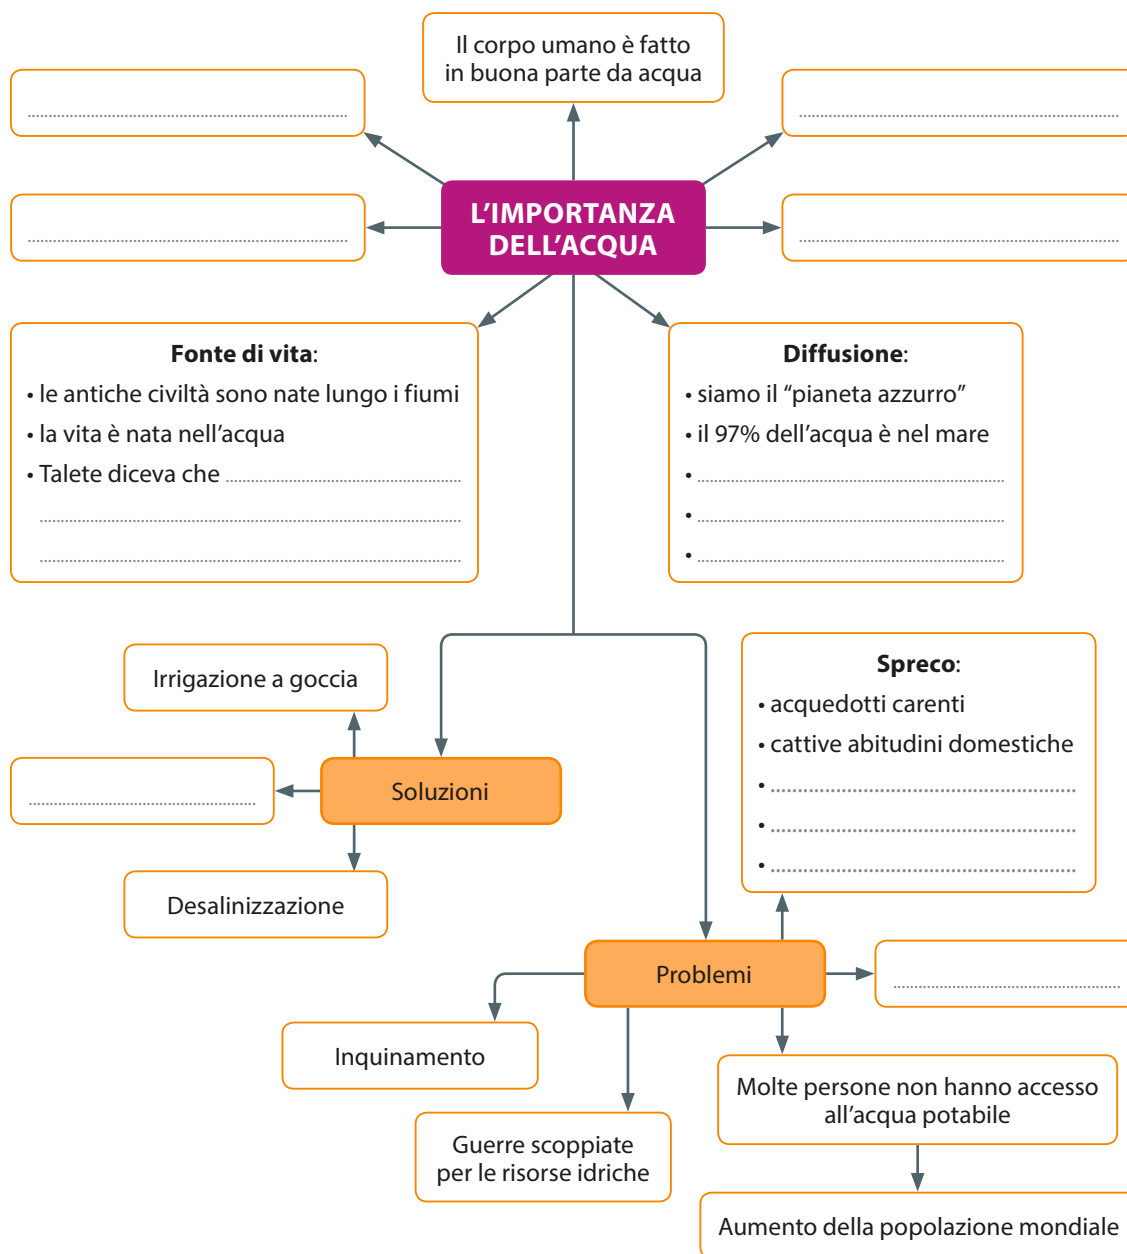 Il corpo umano è fatto
in buona parte da acqua
L’IMPORTANZA
DELL’ACQUA
Fonte di vita:
• le antiche civiltà sono nate lungo i fiumi
• la vita è nata nell’acqua
• Talete diceva che
Diffusione:
• siamo il “pianeta azzurro”
• il 97% dell’acqua è nel mare
•
•
•
Irrigazione a goccia
Soluzioni
Desalinizzazione
Spreco:
• acquedotti carenti
• cattive abitudini domestiche
•
•
•
Problemi
Inquinamento
Guerre scoppiate
per le risorse idriche
Molte persone non hanno accesso
all’acqua potabile
Aumento della popolazione mondiale